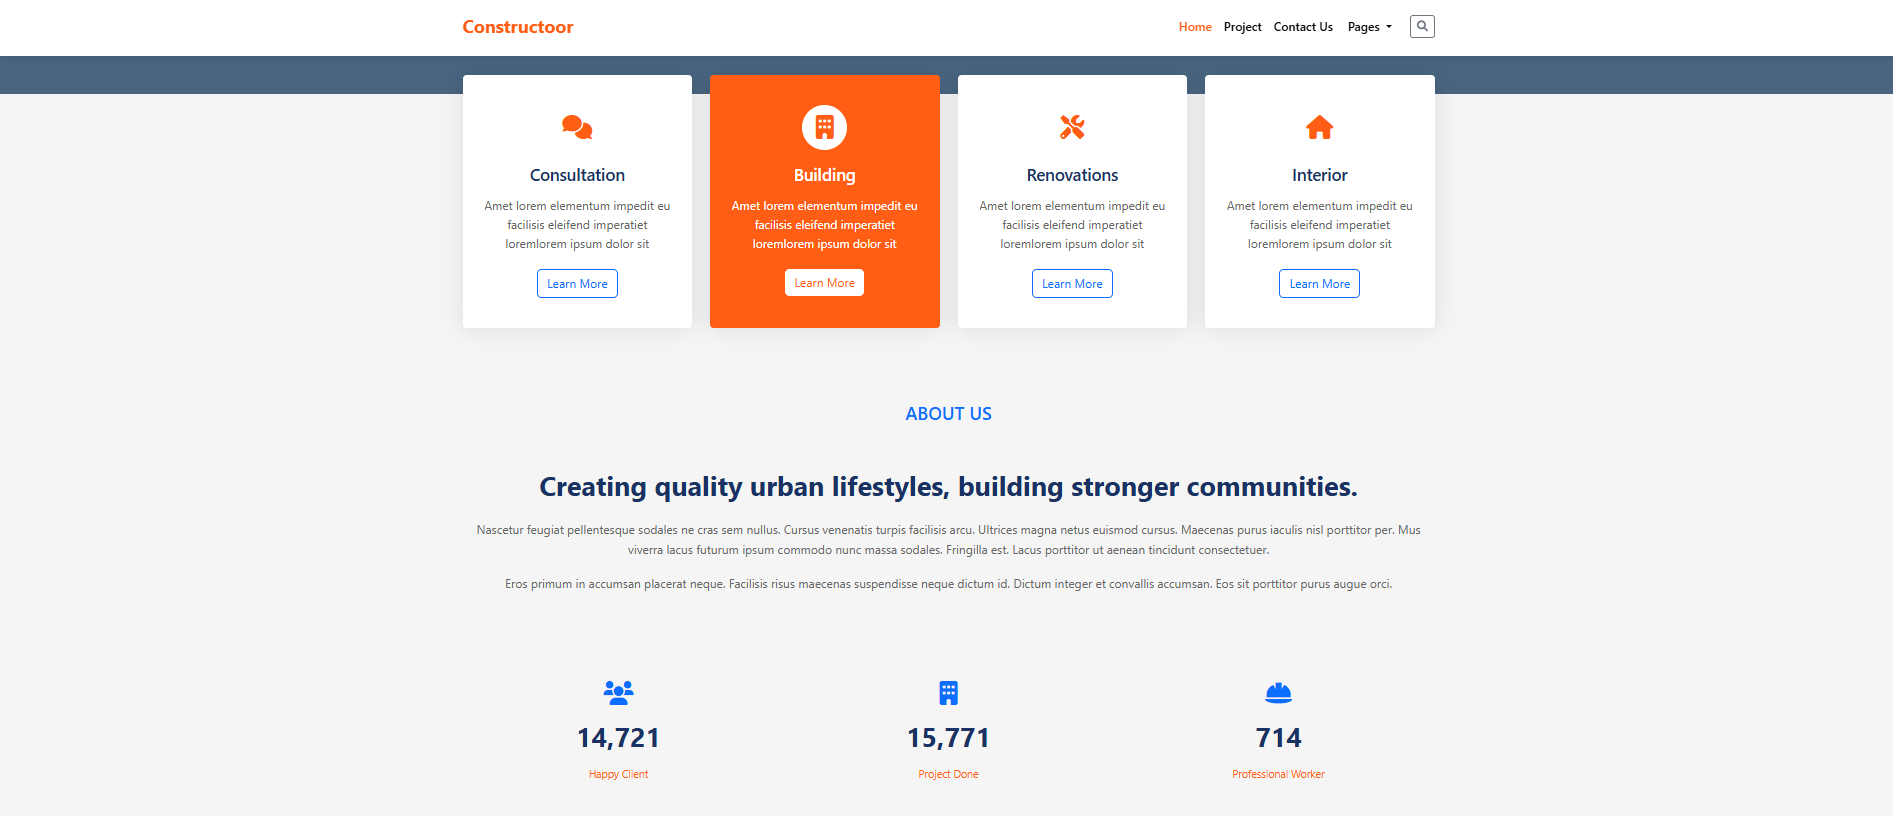 Constructoor
Home Project Contact Us Pages
Consultation
Amet lorem elementum impedit eu
facilisis eleifend imperatiet
loremlorem ipsum dolor sit
Learn More
Building
Amet lorem elementum impedit eu
facilisis eleifend imperatiet
loremlorem ipsum dolor sit
Learn More
Renovations
Amet lorem elementum impedit eu
facilisis eleifend imperatiet
loremlorem ipsum dolor sit
Learn More
Interior
Amet lorem elementum impedit eu
facilisis eleifend imperatiet
loremlorem ipsum dolor sit
Learn More
ABOUT US
Creating quality urban lifestyles, building stronger communities.
Nascetur feugiat pellentesque sodales ne cras sem nullus. Cursus venenatis turpis facilisis arcu. Ultrices magna netus euismod cursus. Maecenas purus iaculis nisl porttitor per. Mus
viverra lacus futurum ipsum commodo nunc massa sodales. Fringilla est. Lacus porttitor ut aenean tincidunt consectetuer.
Eros primum in accumsan placerat neque. Facilisis risus maecenas suspendisse neque dictum id. Dictum integer et convallis accumsan. Eos sit porttitor purus augue orci.
14,721
Happy Client
15,771
Project Done
714
Professional Worker